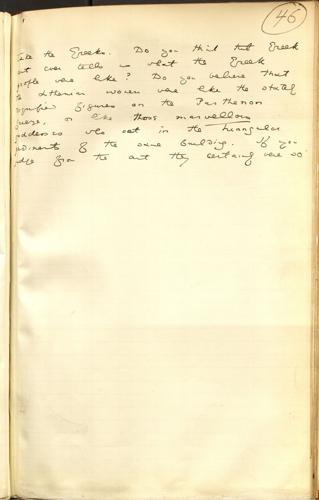 46
Take the Greeks. Do you think that Greek
art ever tells us what the Greek
people were like? Do you believe that
the Athenian women were like the stately
dignified figures on the Parthenon
frieze, or like those marvellous
goddesses who sat in the triangular
pediments of the same building. If you
judge from the art they certainly were so